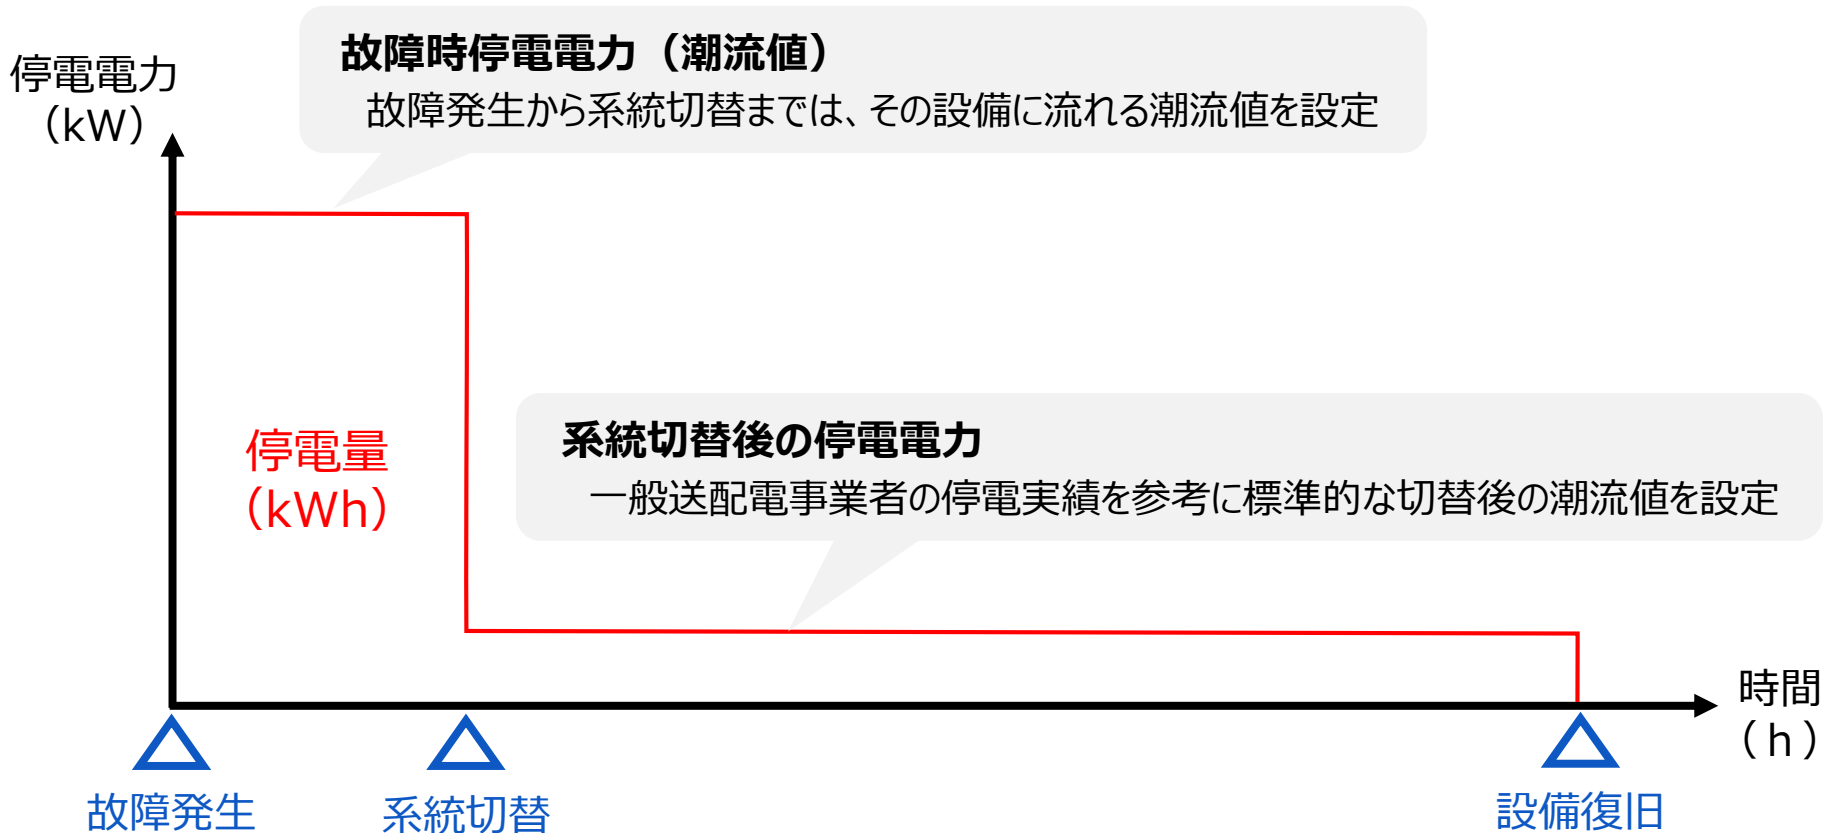 故障時停電電力（潮流値）
故障発生から系統切替までは、その設備に流れる潮流値を設定
停電電力
（kW）
停電量
（kWh）
系統切替後の停電電力
一般送配電事業者の停電実績を参考に標準的な切替後の潮流値を設定
時間
（ｈ）
故障発生
系統切替
設備復旧